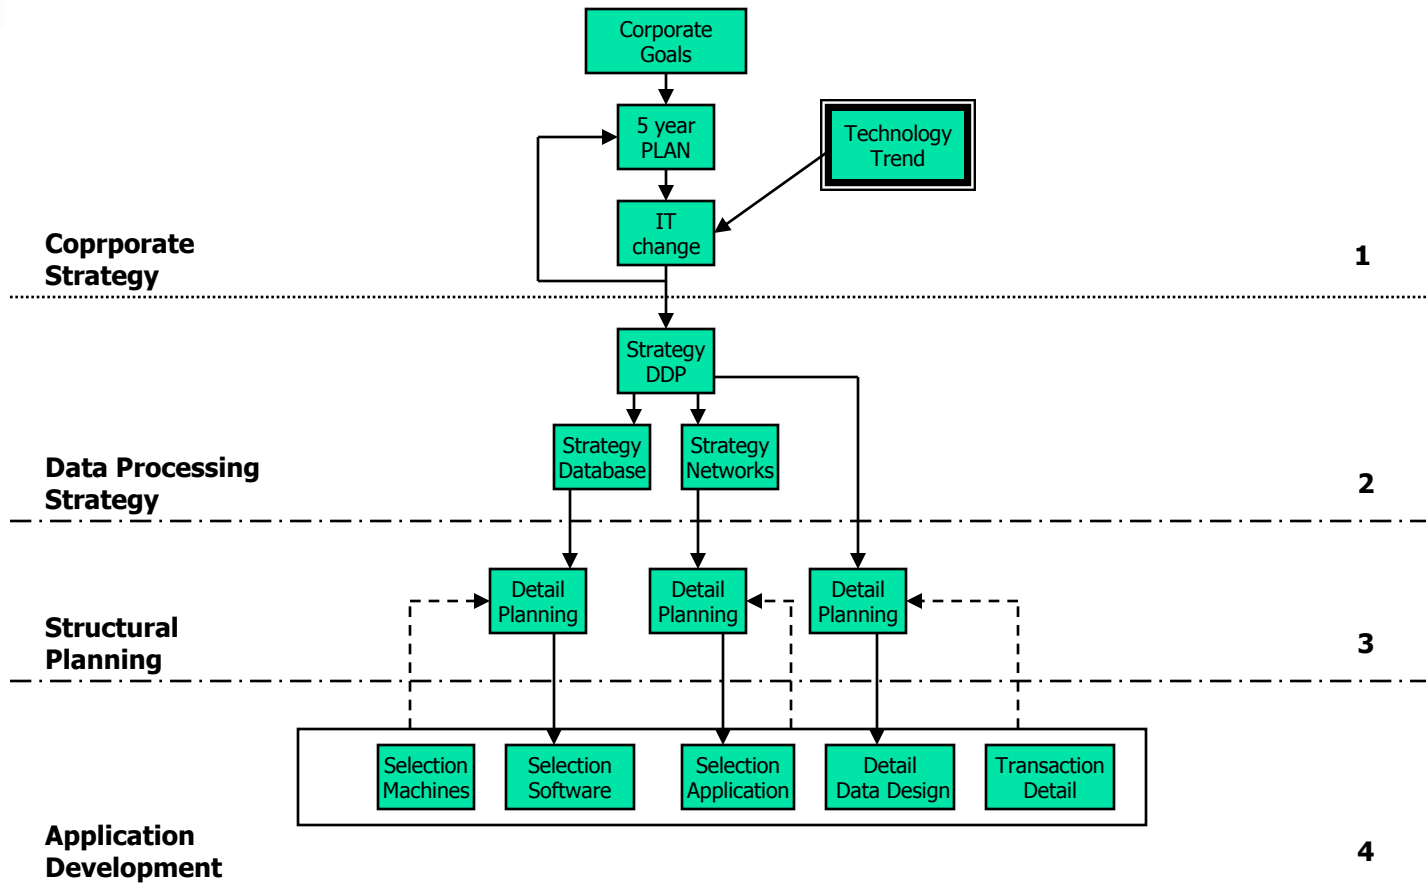 Corporate
Goals
5 year
PLAN
Technology
Trend
IT
change
Coprporate
Strategy
1
Strategy
DDP
Strategy
Database
Strategy
Networks
Data Processing
Strategy
2
Detail
Planning
Detail
Planning
Detail
Planning
Structural
Planning
3
Selection
Machines
Selection
Software
Selection
Application
Detail
Data Design
Transaction
Detail
Application
Development
4